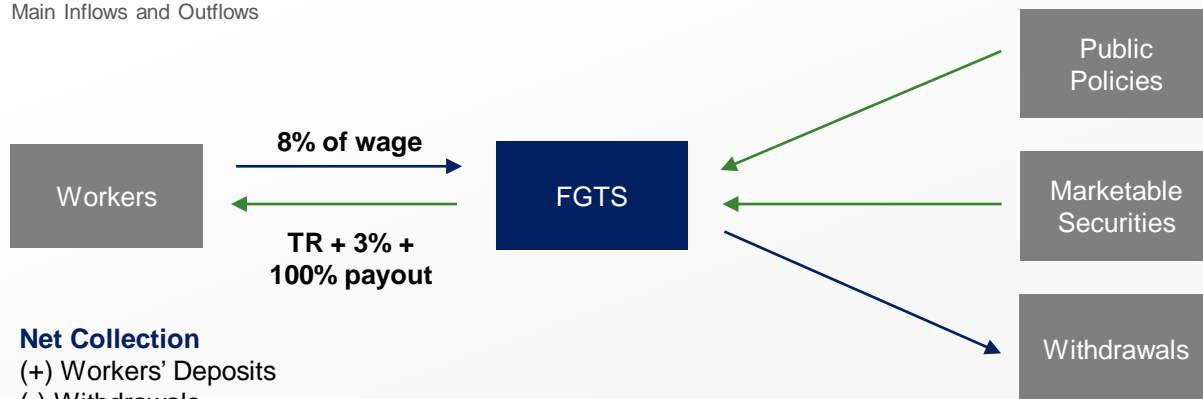 Main Inflows and Outflows
Public
Policies
8% of wage
Workers
FGTS
Marketable
Securities
TR + 3% +
100% payout
Net Collection
(+) Workers' Deposits
(-) Withdrawals
Withdrawals